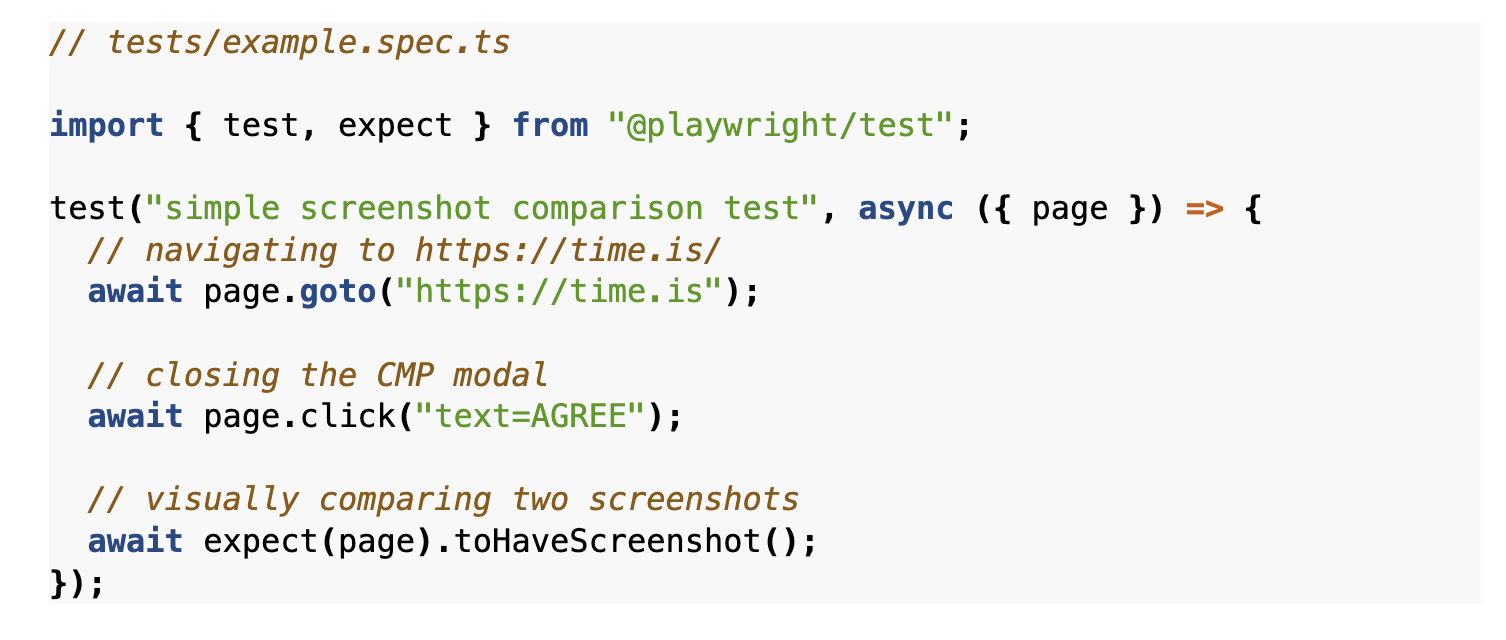 // tests/example.spec.ts
import { test, expect } from "@playwright/test";
test("simple screenshot comparison test", async ({ page }) => {
// navigating to https://time.is/
await page.goto("https://time.is");
// closing the CMP modal
await page.click("text=AGREE");
// visually comparing two screenshots
await expect(page).toHaveScreenshot();
});